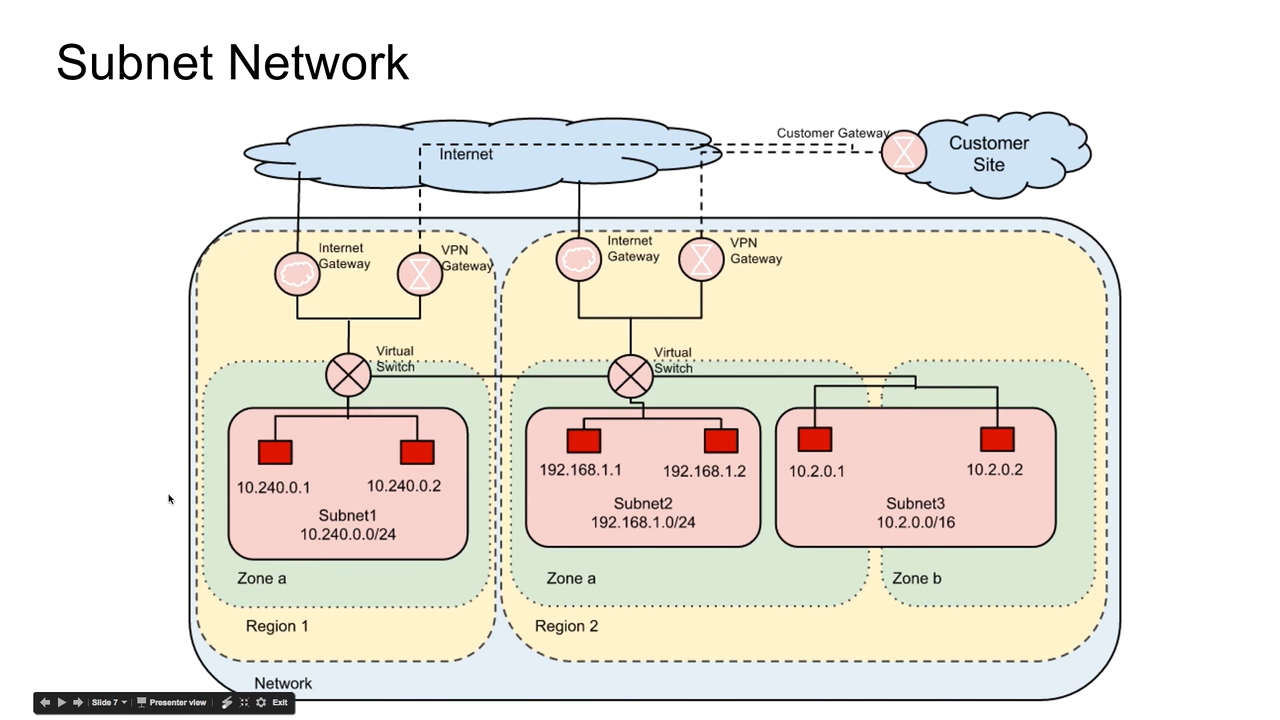 Subnet Network
Customer Gateway
Customer
Site
Internet
Internet
Gateway
VPN
Gateway
Internet
Gateway
VPN
Gateway
Virtual
Switch
Virtual
Switch
10.240.0.1
10.240.0.2
Subnet1
10.240.0.0/24
192.168.1.1
192.168.1.2
Subnet2
192.168.1.0/24
10.2.0.1
10.2.0.2
Subnet3
10.2.0.0/16
Zone a
Zone a
Zone b
Region 1
Region 2
Network
Slide 7
Presenter view
Exit